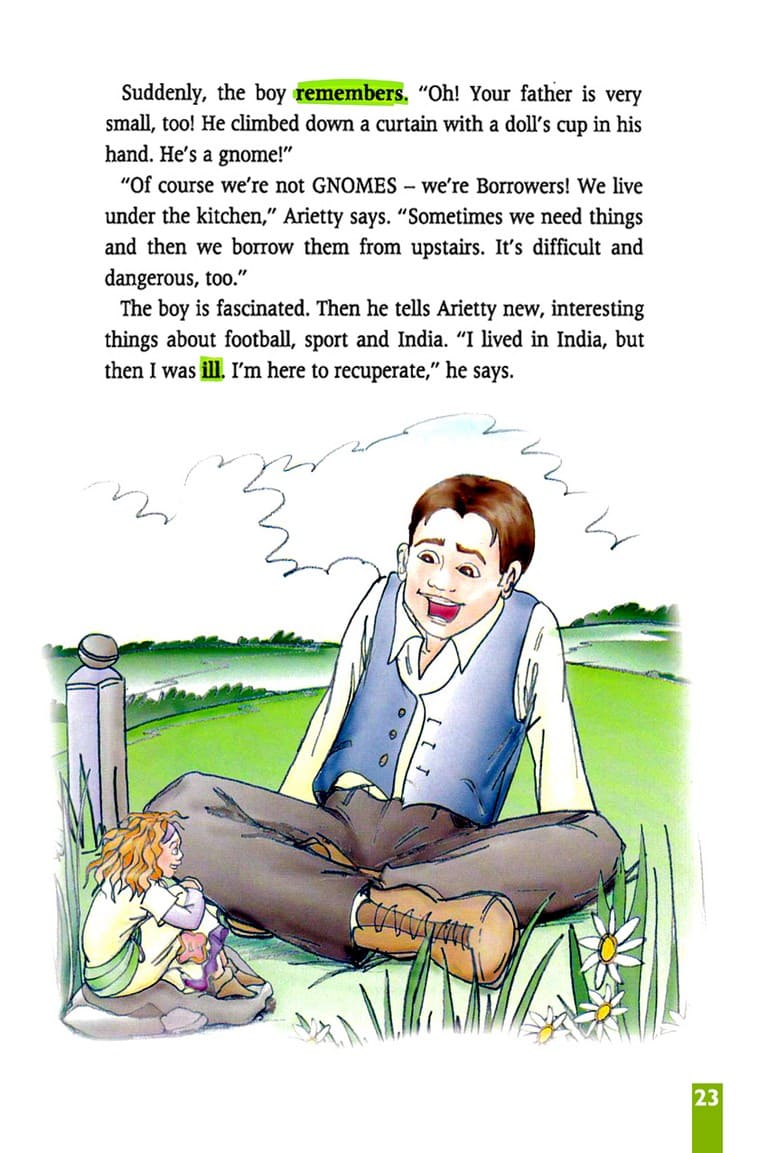 Suddenly, the boy remembers. “Oh! Your father is very
small, too! He climbed down a curtain with a doll’s cup in his
hand. He’s a gnome!”
“Of course we’re not GNOMES – we’re Borrowers! We live
under the kitchen,” Arietty says. “Sometimes we need things
and then we borrow them from upstairs. It’s difficult and
dangerous, too.”
The boy is fascinated. Then he tells Arietty new, interesting
things about football, sport and India. “I lived in India, but
then I was ill. I’m here to recuperate,” he says.
23